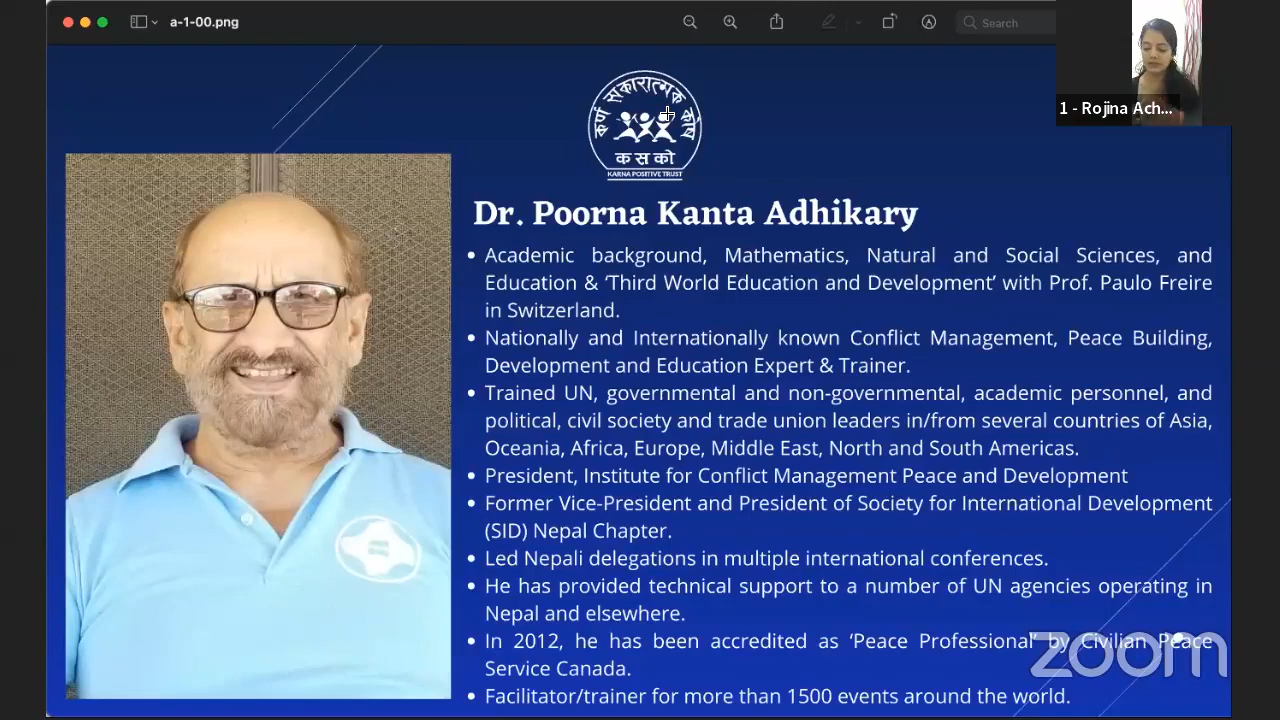 a-1-00.png
Search
1 - Rojina Ach...
कर्ण सकारात्मक कोष
क स को
KARNA POSITIVE TRUST
Dr. Poorna Kanta Adhikary
• Academic background, Mathematics, Natural and Social Sciences, and
Education & ‘Third World Education and Development’ with Prof. Paulo Freire
in Switzerland.
• Nationally and Internationally known Conflict Management, Peace Building,
Development and Education Expert & Trainer.
• Trained UN, governmental and non-governmental, academic personnel, and
political, civil society and trade union leaders in/from several countries of Asia,
Oceania, Africa, Europe, Middle East, North and South Americas.
• President, Institute for Conflict Management Peace and Development
• Former Vice-President and President of Society for International Development
(SID) Nepal Chapter.
• Led Nepali delegations in multiple international conferences.
• He has provided technical support to a number of UN agencies operating in
Nepal and elsewhere.
• In 2012, he has been accredited as ‘Peace Professional’ by Civilian Peace
Service Canada.
• Facilitator/trainer for more than 1500 events around the world.
zoom